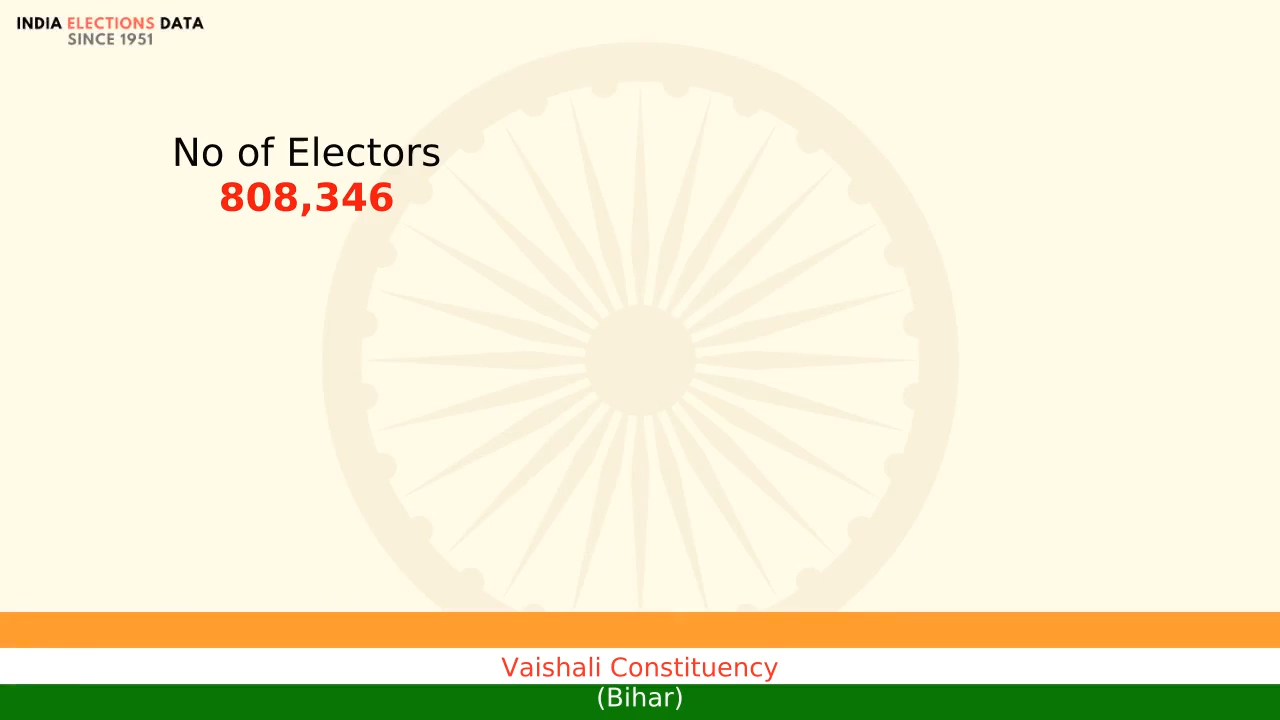 INDIA ELECTIONS DATA
SINCE 1951
No of Electors
808,346
Vaishali Constituency
(Bihar)